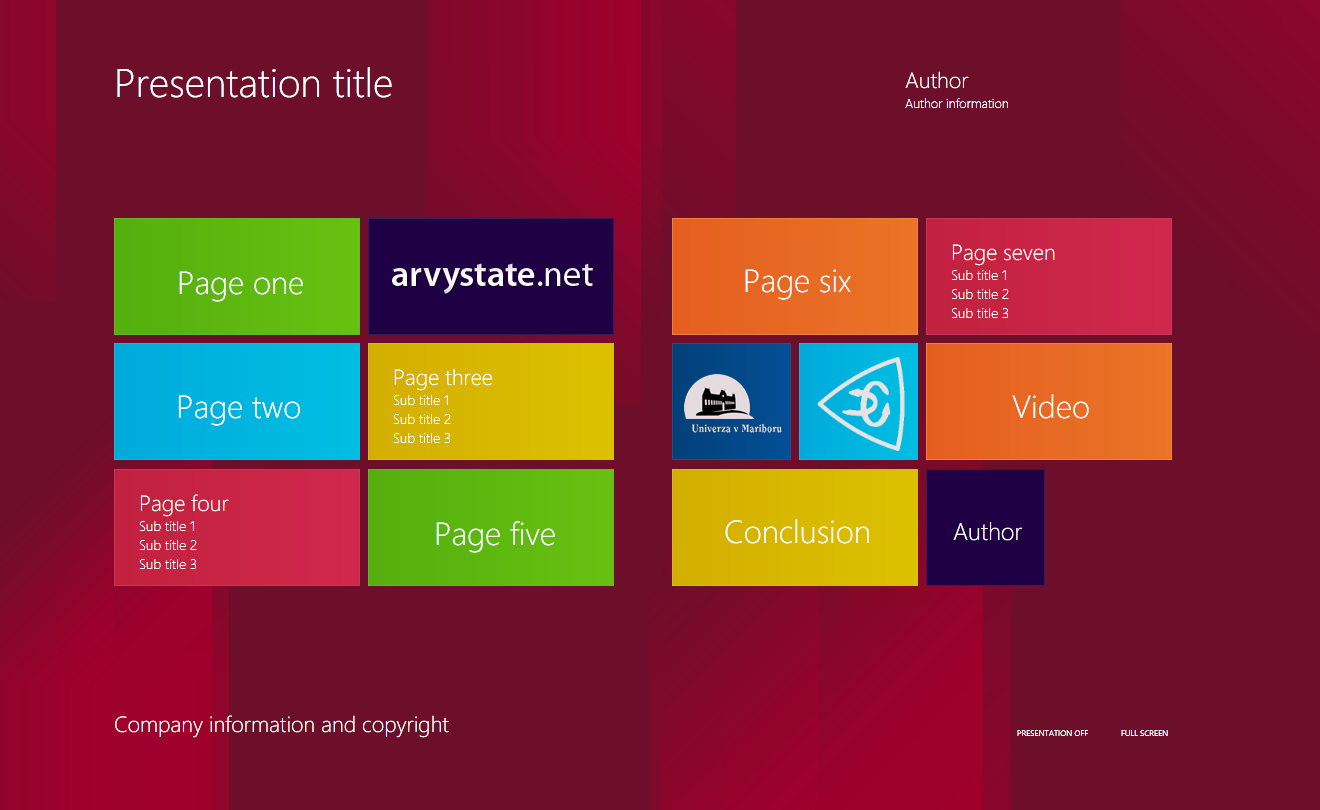 Presentation title
Author
Author information
Page one
arvystate.net
Page six
Page seven
Sub title 1
Sub title 2
Sub title 3
Page two
Page three
Sub title 1
Sub title 2
Sub title 3
Univerza v Mariboru
Video
Page four
Sub title 1
Sub title 2
Sub title 3
Page five
Conclusion
Author
Company information and copyright
PRESENTATION OFF
FULL SCREEN